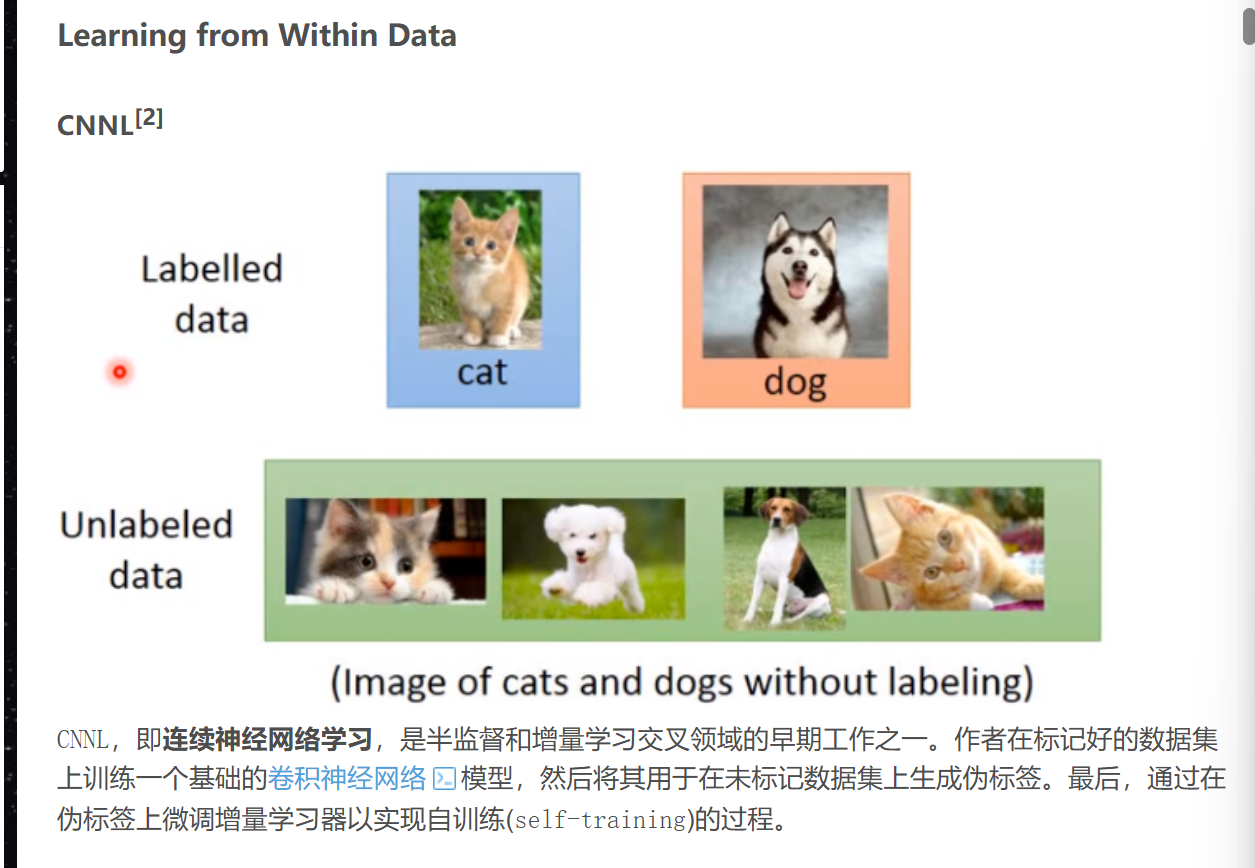 Learning from Within Data
CNNL[2]
Labelled
data
cat
dog
Unlabeled
data
(Image of cats and dogs without labeling)
CNNL，即连续神经网络学习，是半监督和增量学习交叉领域的早期工作之一。作者在标记好的数据集
上训练一个基础的卷积神经网络模型，然后将其用于在未标记数据集上生成伪标签。最后，通过在
伪标签上微调增量学习器以实现自训练(self-training)的过程。